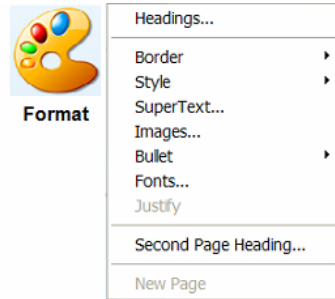 Format
Headings...
Border
Style
SuperText...
Images...
Bullet
Fonts...
Justify
Second Page Heading...
New Page